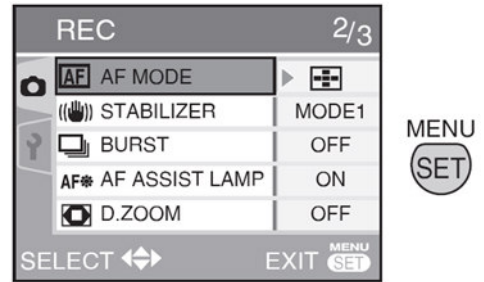 REC 2/3
AF AF MODE
STABILIZER MODE1
BURST OFF
AF AF ASSIST LAMP ON
D.ZOOM OFF
SELECT EXIT MENU SET
MENU
SET